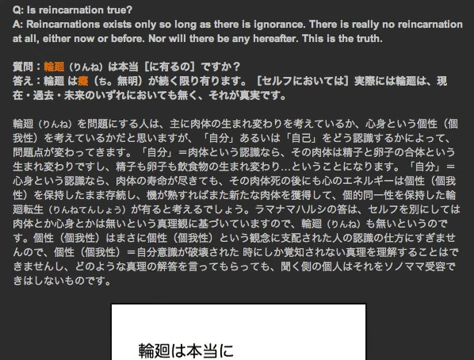 Q: Is reincarnation true?
A: Reincarnations exists only so long as there is ignorance. There is really no reincarnation
at all, either now or before. Nor will there be any hereafter. This is the truth.
質問：輪廻（りんね）は本当［に有るの］ですか？
答え：輪廻 は癡（ち。無明）が続く限り有ります。［セルフにおいては］実際には輪廻は、現
在・過去・未来のいずれにおいても無く、それが真実です。
輪廻（りんね）を問題にする人は、主に肉体の生まれ変わりを考えているか、心身という個性（個
我性）を考えているかだと思いますが、「自分」あるいは「自己」をどう認識するかによって、
問題点が変わってきます。「自分」＝肉体という認識なら、その肉体は精子と卵子の合体という
生まれ変わりですし、精子も卵子も飲食物の生まれ変わり…ということになります。「自分」＝
心身という認識なら、肉体の寿命が尽きても、その肉体死の後にも心のエネルギーは個性（個我
性）を保持したまま存続し、機が熟すればまた新たな肉体を獲得して、個的同一性を保持した輪
廻転生（りんねてんしょう）が有ると考えるでしょう。ラマナマハルシの答は、セルフを別にしては
肉体とか心身とかは無いという真理観に基づいていますので、輪廻（りんね）も無いというので
す。個性（個我性）はまさに個性（個我性）という観念に支配された人の認識の仕方にすぎませ
んので、個性（個我性）＝自分意識が破壊された 時にしか覚知されない真理を理解することはで
きませんし、どのような真理の解答を言ってもらっても、聞く側の個人はそれをソノママ受容で
きはしないものです。
輪廻は本当に